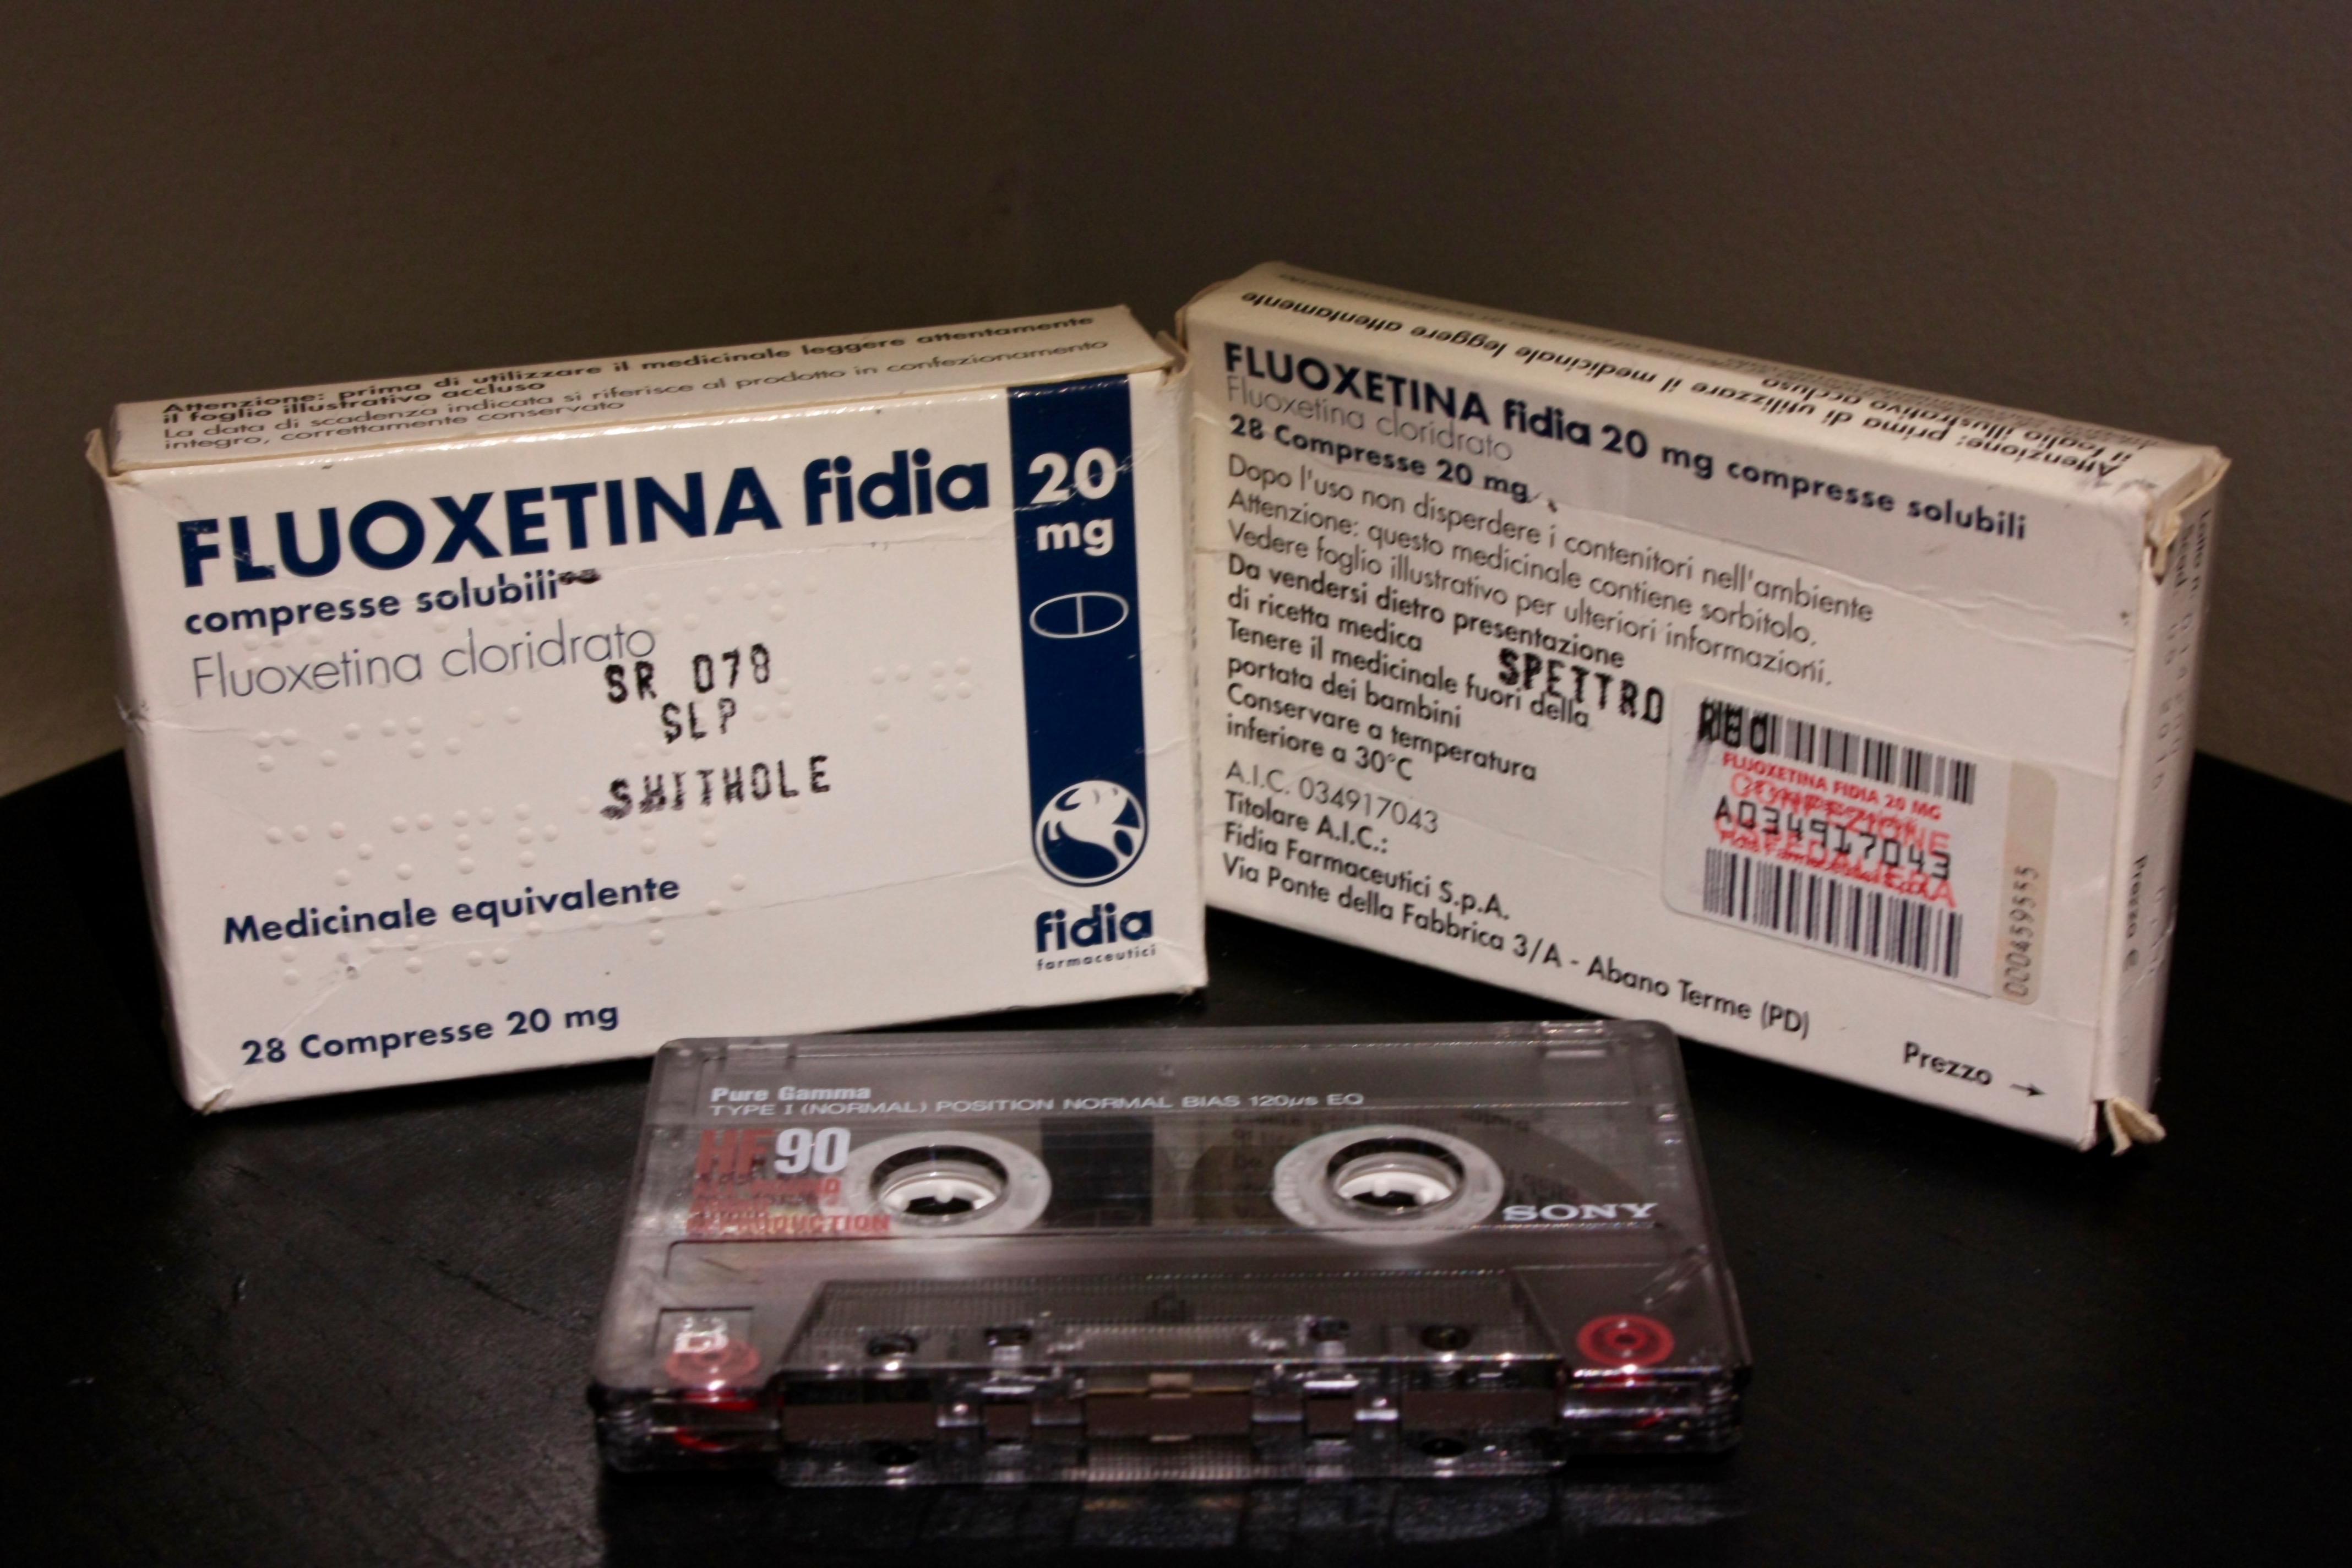 Attenzione: prima di utilizzare il medicinale leggere attentamente
il foglio illustrativo accluso
La data di scadenza indicata si riferisce al prodotto in confezionamento
integro, correttamente conservato
FLUOXETINA fidia
20
mg
compresse solubili
Fluoxetina cloridrato
SR 078
SLP
SHITHOLE
Medicinale equivalente
28 Compresse 20 mg
fidia
farmaceutici
Attenzione: prima di utilizzare il medicinale leggere attentamente
il foglio illustrativo accluso
FLUOXETINA fidia 20 mg compresse solubili
Fluoxetina cloridrato
28 Compresse 20 mg
Dopo l'uso non disperdere i contenitori nell'ambiente
Attenzione: questo medicinale contiene sorbitolo.
Vedere foglio illustrativo per ulteriori informazioni.
Da vendersi dietro presentazione
di ricetta medica
Tenere il medicinale fuori della
portata dei bambini
Conservare a temperatura
inferiore a 30°C
SPETTRO
A.I.C. 034917043
Titolare A.I.C.:
Fidia Farmaceutici S.p.A.
Via Ponte della Fabbrica 3/A - Abano Terme (PD)
Prezzo →
FLUOXETINA FIDIA 20 MG
CONFEZIONE
A034917043
OSPEDALIERA
000459555
Prezzo €
Pure Gamma
TYPE I (NORMAL) POSITION NORMAL BIAS 120µs EQ
HF90
REPRODUCTION
SONY